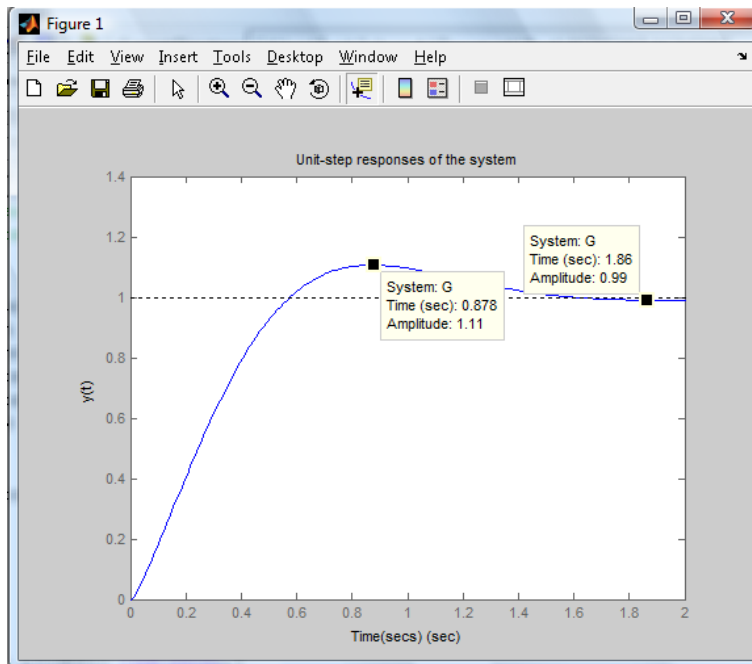 Figure 1
File Edit View Insert Tools Desktop Window Help
Unit-step responses of the system
1.4
1.2
1
0.8
0.6
0.4
0.2
0
y(t)
System: G
Time (sec): 1.86
Amplitude: 0.99
System: G
Time (sec): 0.878
Amplitude: 1.11
0 0.2 0.4 0.6 0.8 1 1.2 1.4 1.6 1.8 2
Time(secs) (sec)